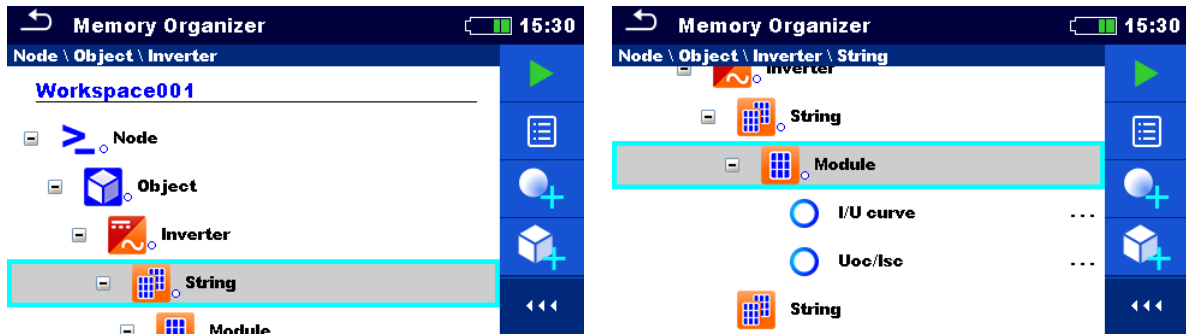 Memory Organizer 15:30
Node \ Object \ Inverter
Workspace001
Node
Object
Inverter
String
Module
Memory Organizer 15:30
Node \ Object \ Inverter \ String
Inverter
String
Module
I/U curve ...
Uoc/Isc ...
String